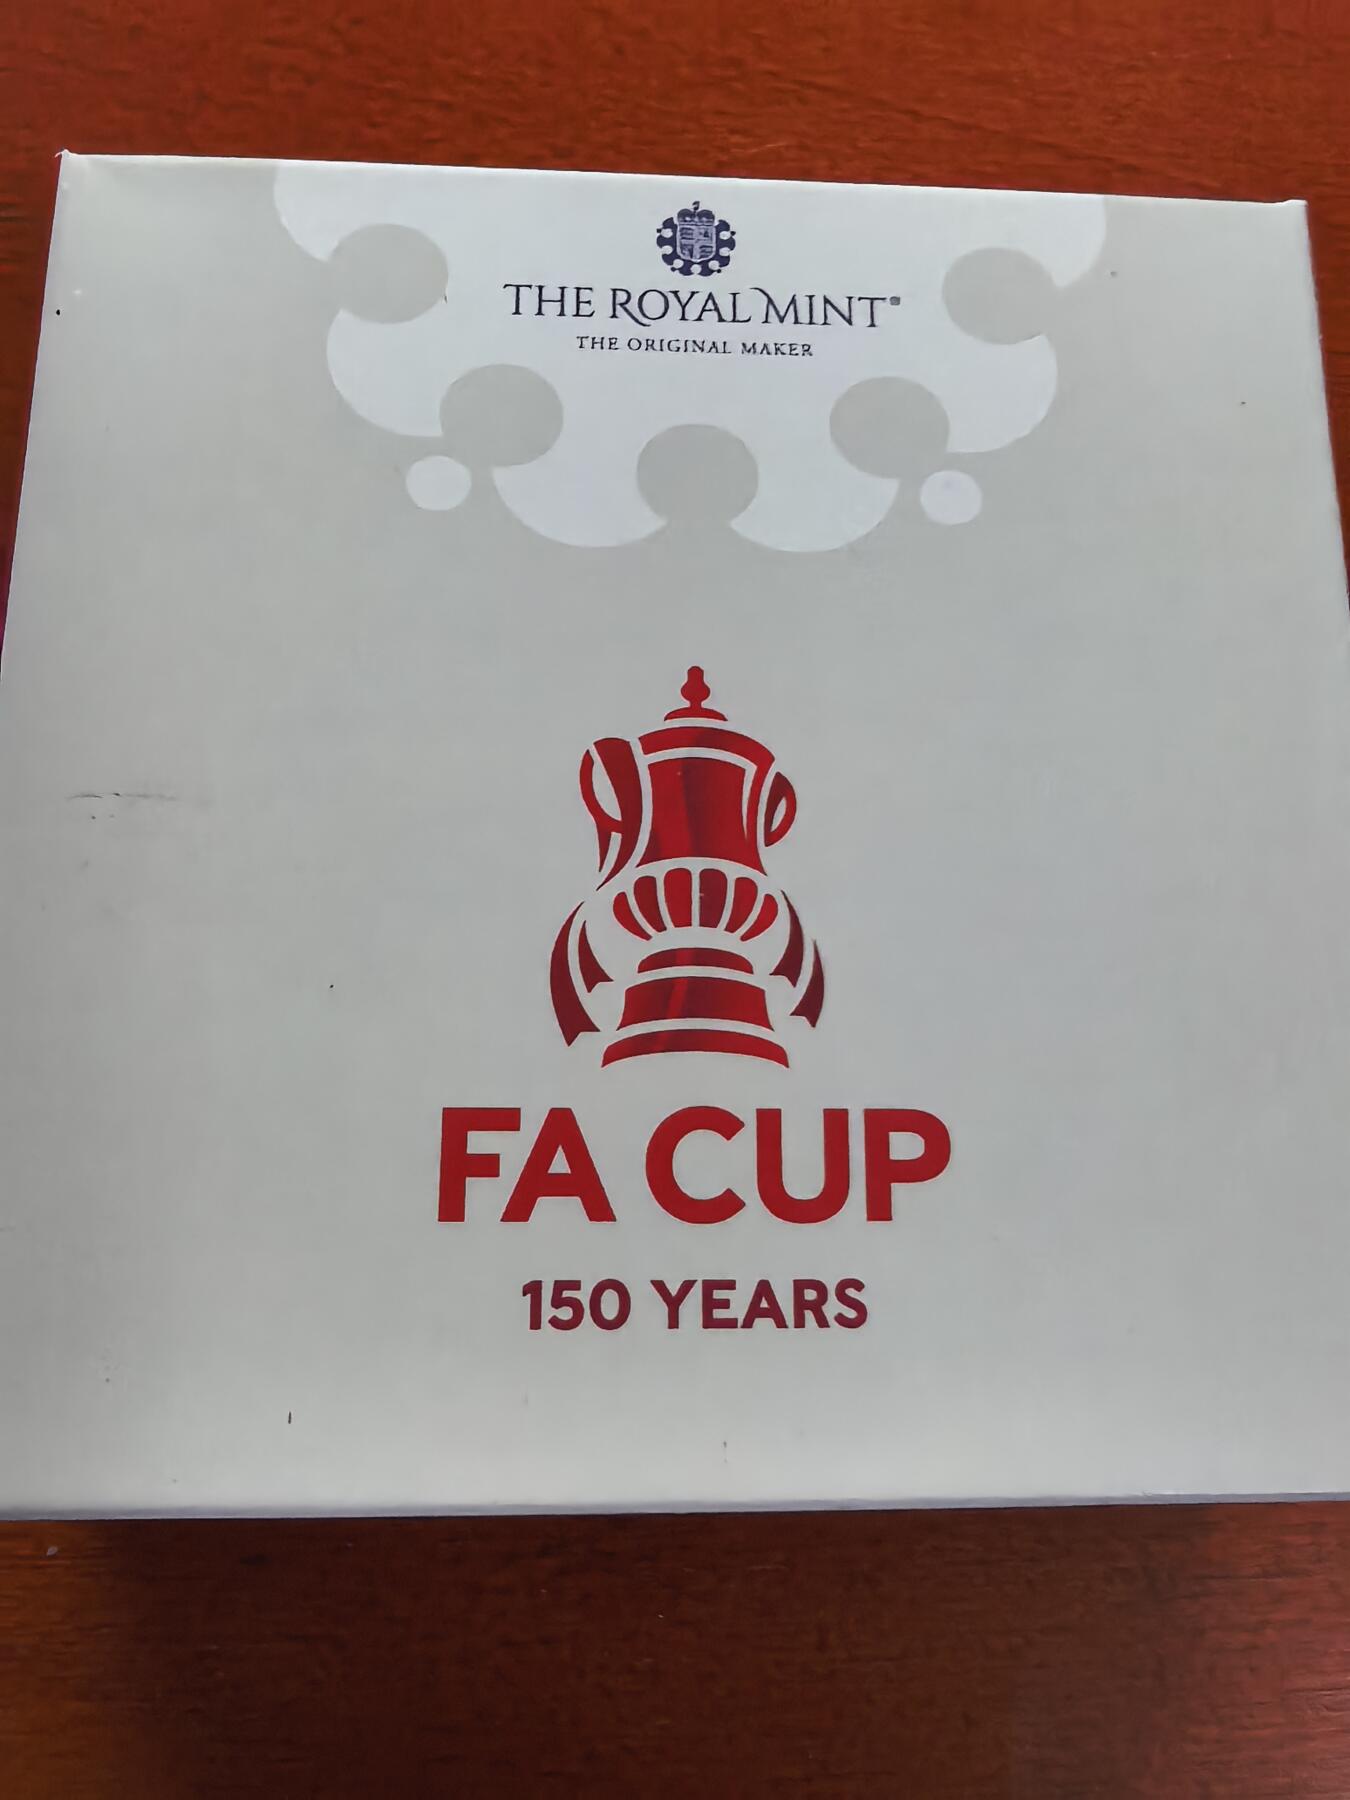 THE ROYAL MINT®
THE ORIGINAL MAKER
FA CUP
150 YEARS